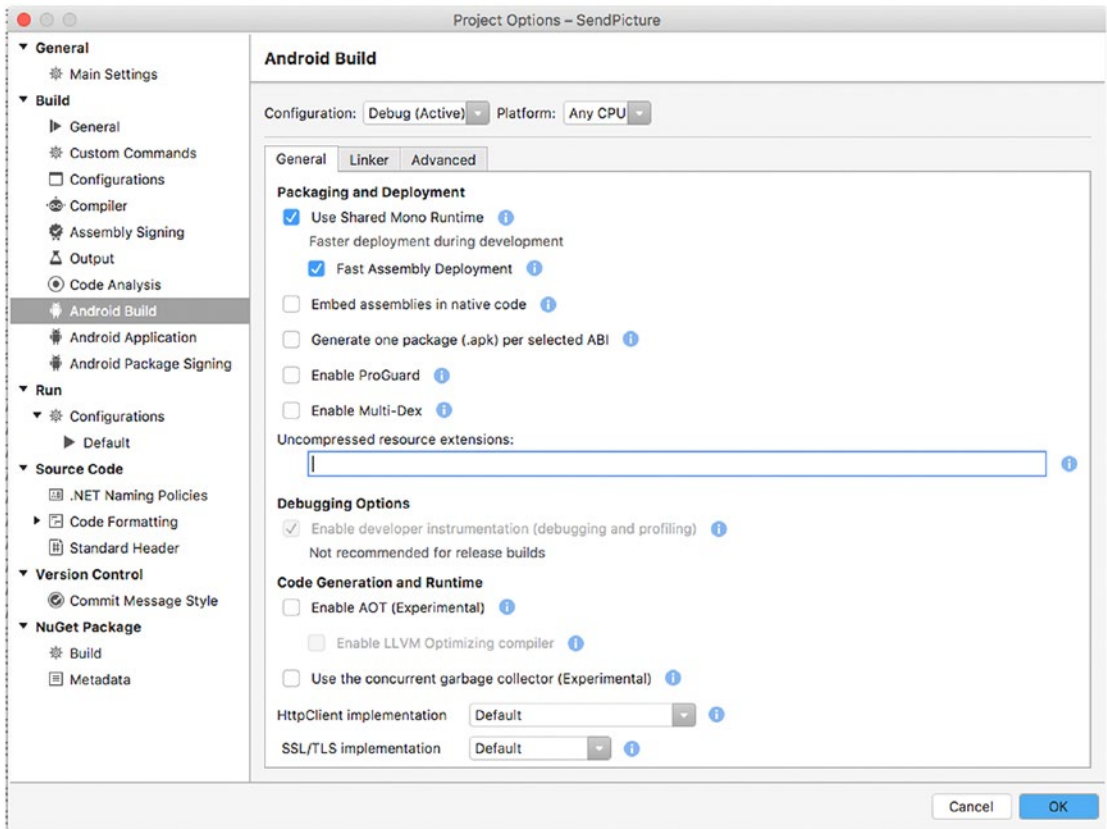 Project Options – SendPicture
General
Main Settings
Build
General
Custom Commands
Configurations
Compiler
Assembly Signing
Output
Code Analysis
Android Build
Android Application
Android Package Signing
Run
Configurations
Default
Source Code
.NET Naming Policies
Code Formatting
Standard Header
Version Control
Commit Message Style
NuGet Package
Build
Metadata
Android Build
Configuration: Debug (Active) Platform: Any CPU
General Linker Advanced
Packaging and Deployment
Use Shared Mono Runtime
Faster deployment during development
Fast Assembly Deployment
Embed assemblies in native code
Generate one package (.apk) per selected ABI
Enable ProGuard
Enable Multi-Dex
Uncompressed resource extensions:
Debugging Options
Enable developer instrumentation (debugging and profiling)
Not recommended for release builds
Code Generation and Runtime
Enable AOT (Experimental)
Enable LLVM Optimizing compiler
Use the concurrent garbage collector (Experimental)
HttpClient implementation Default
SSL/TLS implementation Default
Cancel OK